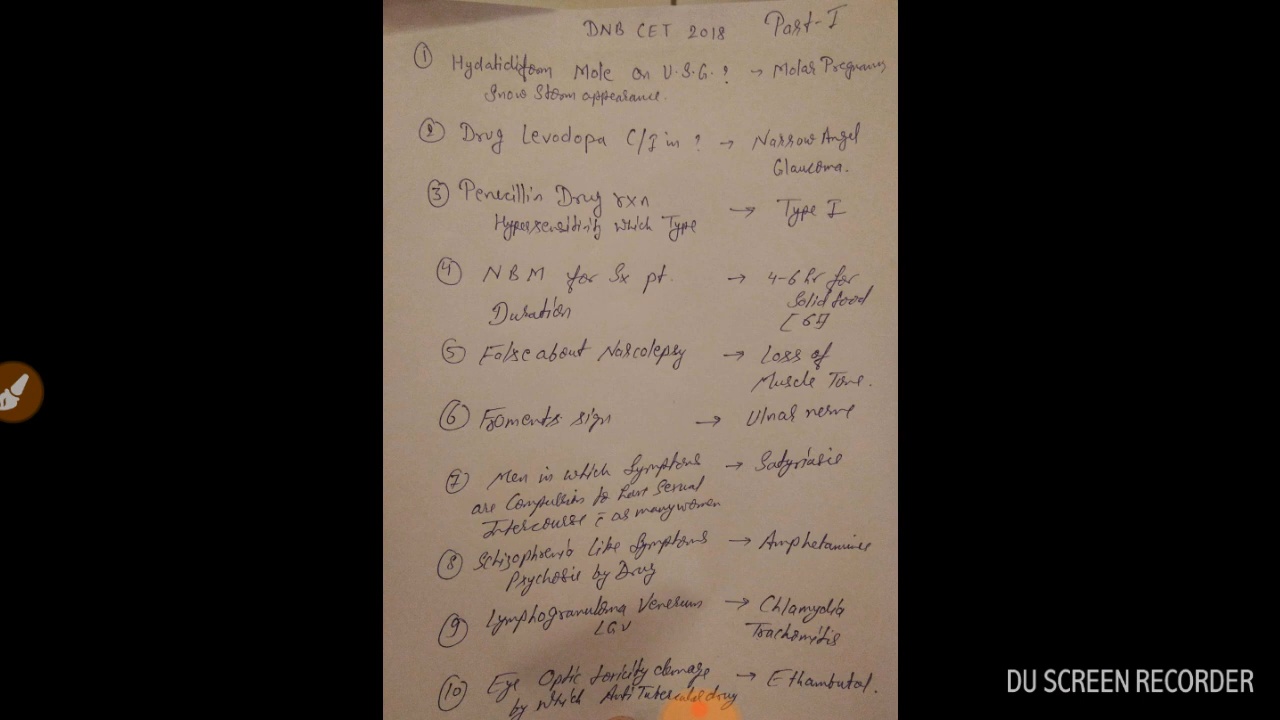 DNB CET 2018 Part-I
① Hydatidiform Mole on U.S.G.? → Molar Pregnancy
Snow Storm appearance.
② Drug Levodopa C/I in? → Narrow Angel
Glaucoma.
③ Penecillin Drug rxn
Hypersensitivity which Type → Type I
④ NBM for Sx pt. → 4-6 hr for
Duration Solid food
⑤ False about Narcolepsy → Loss of
Muscle Tone.
⑥ Froments sign → Ulnar nerve
⑦ Men in which Symptoms → Satyriasis
are Compulsion to have Sexual
Intercourse c̄ as many women
⑧ Schizophrenia like Symptoms → Amphetamine
Psychosis by Drug
⑨ Lymphogranuloma Venereum → Chlamydia
LGV Trachomitis
⑩ Eye Optic toxicity damage → Ethambutol.
by which Anti Tubercular drug
DU SCREEN RECORDER